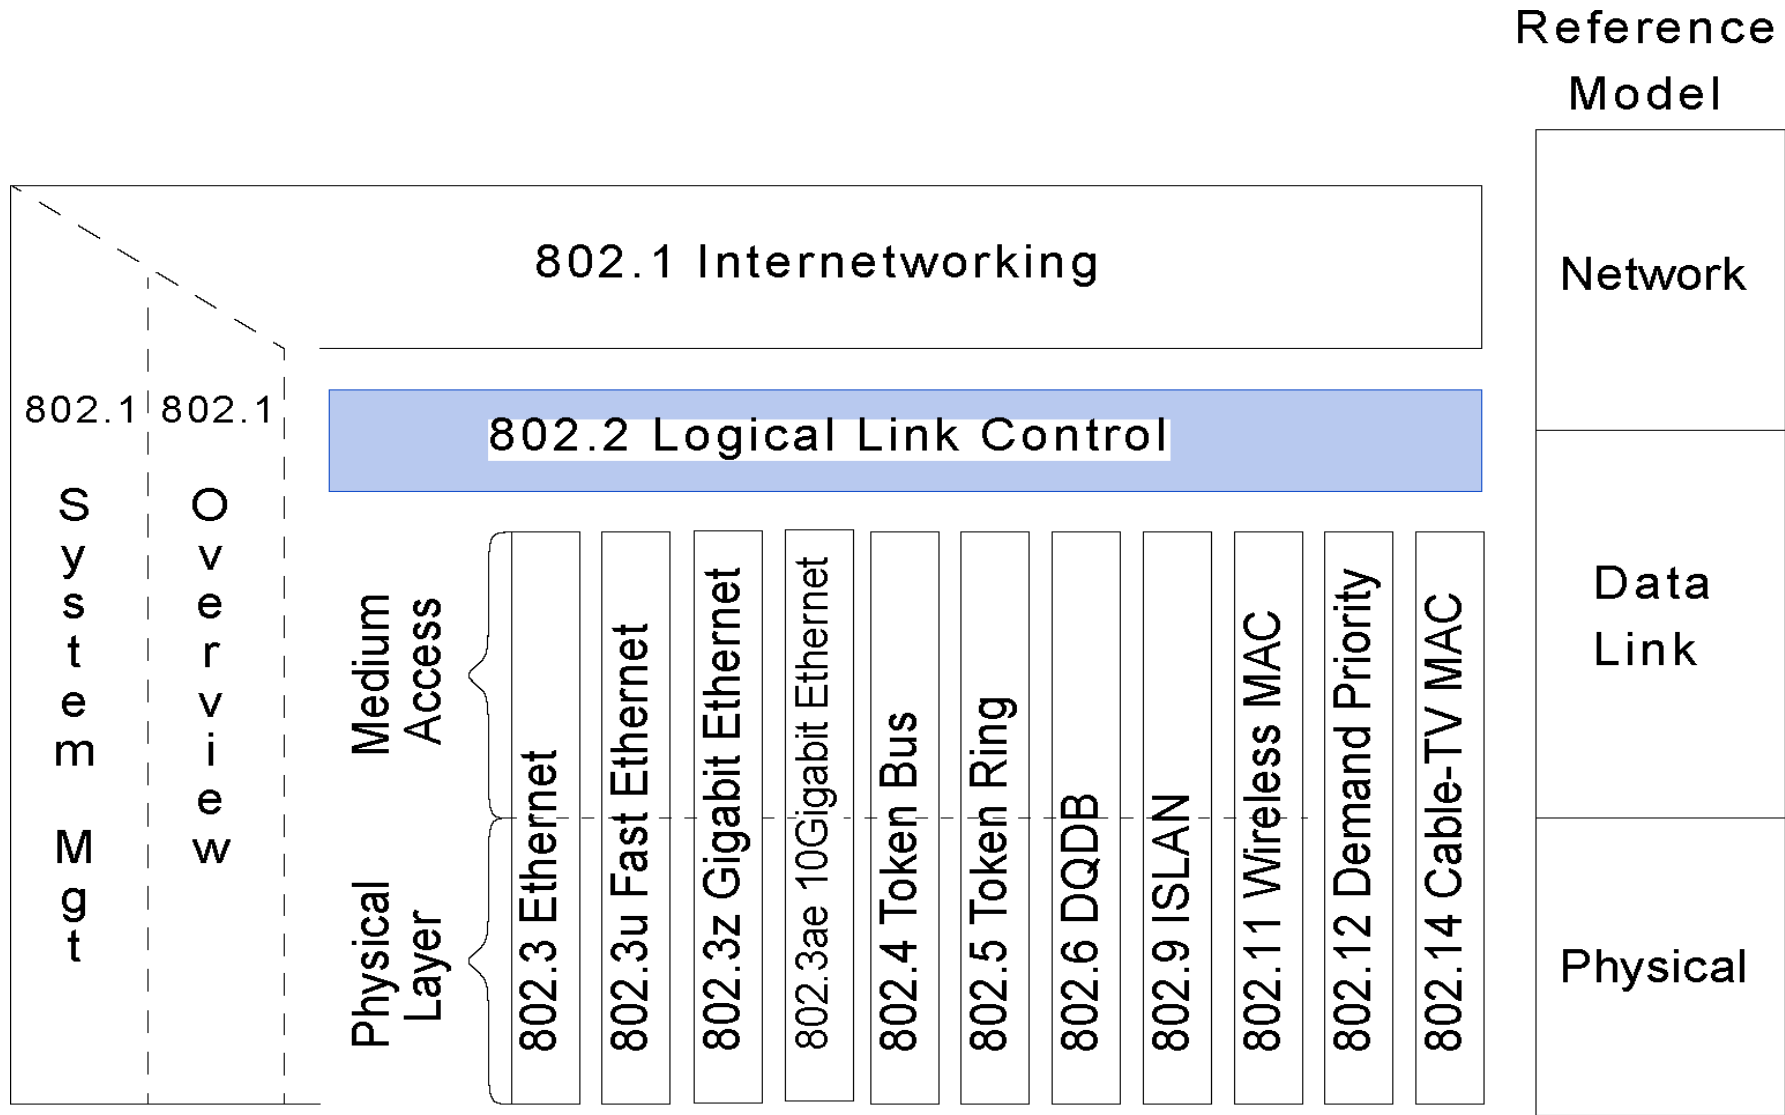 Reference
Model
802.1 Internetworking
Network
802.1
System Mgt
802.1
Overview
802.2 Logical Link Control
Medium
Access
Physical
Layer
802.3 Ethernet
802.3u Fast Ethernet
802.3z Gigabit Ethernet
802.3ae 10Gigabit Ethernet
802.4 Token Bus
802.5 Token Ring
802.6 DQDB
802.9 ISLAN
802.11 Wireless MAC
802.12 Demand Priority
802.14 Cable-TV MAC
Data
Link
Physical